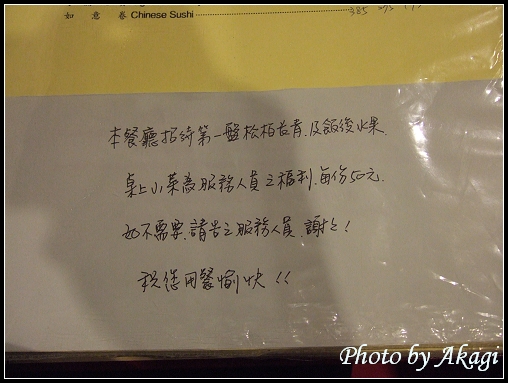 如意卷 Chinese Sushi
385
本餐廳招待第一盤松柏長青、及飯後水果、
桌上小菜為服務人員之福利、每份50元、
如不需要、請告之服務人員、謝謝!
祝您用餐愉快!!
Photo by Akagi